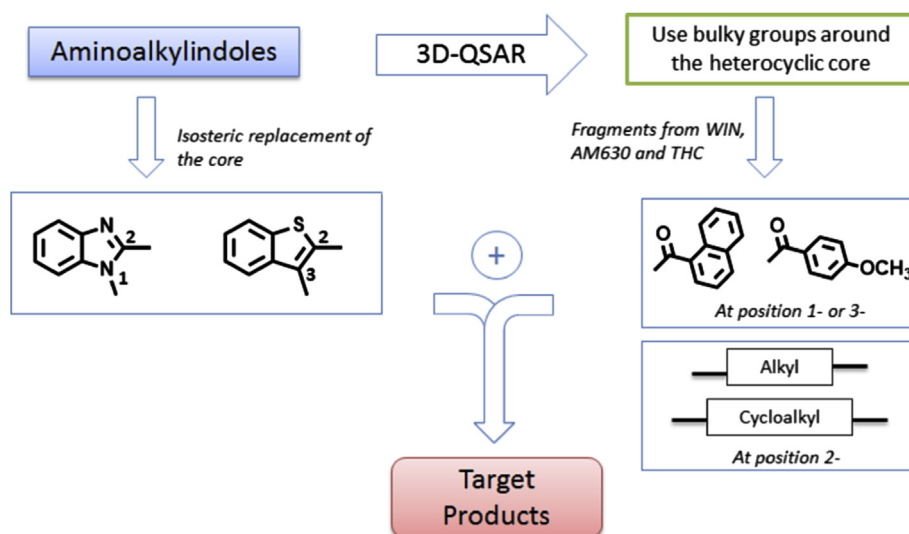 Aminoalkylindoles
3D-QSAR
Use bulky groups around
the heterocyclic core
Isosteric replacement of
the core
Fragments from WIN,
AM630 and THC
N
2
N
1
S
2
3
O
O
OCH3
At position 1- or 3-
+
Alkyl
Cycloalkyl
At position 2-
Target
Products